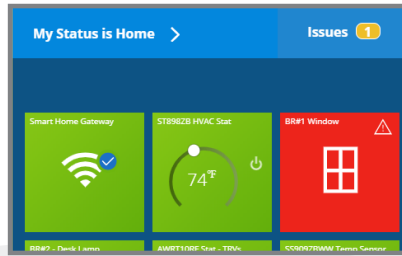 My Status is Home
Issues 1
Smart Home Gateway
ST898ZB HVAC Stat
BR#1 Window
74°F
BR#2 - Desk Lamp
AWRT10RF Stat - TRVs
SS909ZBWW Temp Sensor